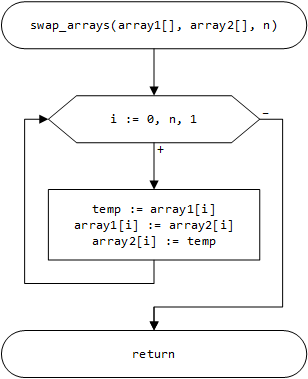 swap_arrays(array1[], array2[], n)
i := 0, n, 1
-
+
temp := array1[i]
array1[i] := array2[i]
array2[i] := temp
return